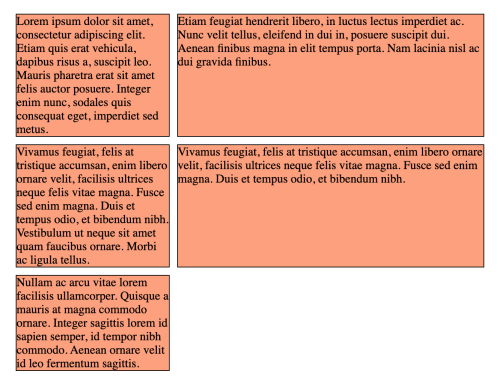 Lorem ipsum dolor sit amet,
consectetur adipiscing elit.
Etiam quis erat vehicula,
dapibus risus a, suscipit leo.
Mauris pharetra erat sit amet
felis auctor posuere. Integer
enim nunc, sodales quis
consequat eget, imperdiet sed
metus.
Etiam feugiat hendrerit libero, in luctus lectus imperdiet ac.
Nunc velit tellus, eleifend in dui in, posuere suscipit dui.
Aenean finibus magna in elit tempus porta. Nam lacinia nisl ac
dui gravida finibus.
Vivamus feugiat, felis at
tristique accumsan, enim libero
ornare velit, facilisis ultrices
neque felis vitae magna. Fusce
sed enim magna. Duis et
tempus odio, et bibendum nibh.
Vestibulum ut neque sit amet
quam faucibus ornare. Morbi
ac ligula tellus.
Vivamus feugiat, felis at tristique accumsan, enim libero ornare
velit, facilisis ultrices neque felis vitae magna. Fusce sed enim
magna. Duis et tempus odio, et bibendum nibh.
Nullam ac arcu vitae lorem
facilisis ullamcorper. Quisque a
mauris at magna commodo
ornare. Integer sagittis lorem id
sapien semper, id tempor nibh
commodo. Aenean ornare velit
id leo fermentum sagittis.